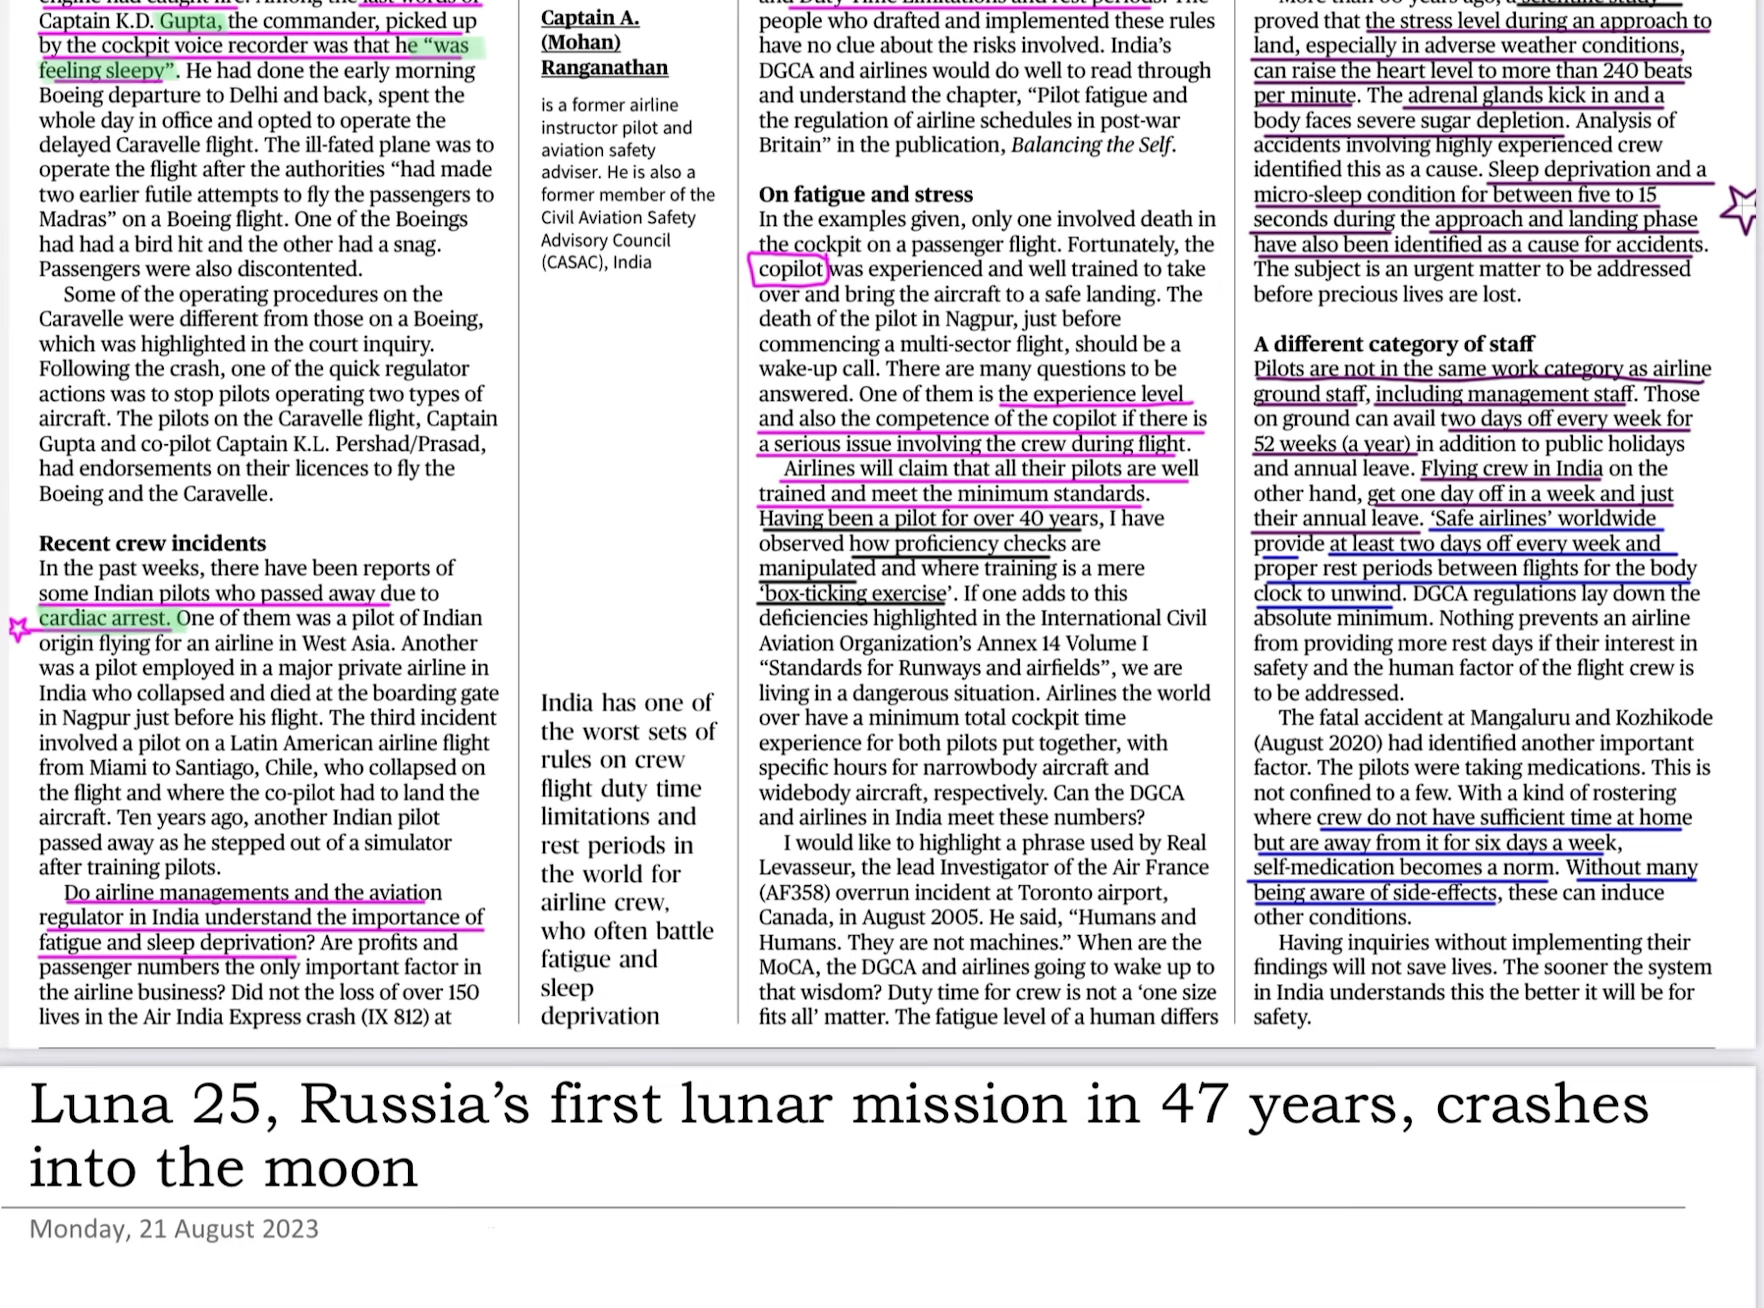 Captain K.D. Gupta, the commander, picked up
by the cockpit voice recorder was that he “was
feeling sleepy”. He had done the early morning
Boeing departure to Delhi and back, spent the
whole day in office and opted to operate the
delayed Caravelle flight. The ill-fated plane was to
operate the flight after the authorities “had made
two earlier futile attempts to fly the passengers to
Madras” on a Boeing flight. One of the Boeings
had had a bird hit and the other had a snag.
Passengers were also discontented.
Some of the operating procedures on the
Caravelle were different from those on a Boeing,
which was highlighted in the court inquiry.
Following the crash, one of the quick regulator
actions was to stop pilots operating two types of
aircraft. The pilots on the Caravelle flight, Captain
Gupta and co-pilot Captain K.L. Pershad/Prasad,
had endorsements on their licences to fly the
Boeing and the Caravelle.
Recent crew incidents
In the past weeks, there have been reports of
some Indian pilots who passed away due to
cardiac arrest. One of them was a pilot of Indian
origin flying for an airline in West Asia. Another
was a pilot employed in a major private airline in
India who collapsed and died at the boarding gate
in Nagpur just before his flight. The third incident
involved a pilot on a Latin American airline flight
from Miami to Santiago, Chile, who collapsed on
the flight and where the co-pilot had to land the
aircraft. Ten years ago, another Indian pilot
passed away as he stepped out of a simulator
after training pilots.
Do airline managements and the aviation
regulator in India understand the importance of
fatigue and sleep deprivation? Are profits and
passenger numbers the only important factor in
the airline business? Did not the loss of over 150
lives in the Air India Express crash (IX 812) at
Captain A.
(Mohan)
Ranganathan
is a former airline
instructor pilot and
aviation safety
adviser. He is also a
former member of the
Civil Aviation Safety
Advisory Council
(CASAC), India
India has one of
the worst sets of
rules on crew
flight duty time
limitations and
rest periods in
the world for
airline crew,
who often battle
fatigue and
sleep
deprivation
people who drafted and implemented these rules
have no clue about the risks involved. India’s
DGCA and airlines would do well to read through
and understand the chapter, “Pilot fatigue and
the regulation of airline schedules in post-war
Britain” in the publication, Balancing the Self.
On fatigue and stress
In the examples given, only one involved death in
the cockpit on a passenger flight. Fortunately, the
copilot was experienced and well trained to take
over and bring the aircraft to a safe landing. The
death of the pilot in Nagpur, just before
commencing a multi-sector flight, should be a
wake-up call. There are many questions to be
answered. One of them is the experience level
and also the competence of the copilot if there is
a serious issue involving the crew during flight.
Airlines will claim that all their pilots are well
trained and meet the minimum standards.
Having been a pilot for over 40 years, I have
observed how proficiency checks are
manipulated and where training is a mere
‘box-ticking exercise’. If one adds to this
deficiencies highlighted in the International Civil
Aviation Organization’s Annex 14 Volume I
“Standards for Runways and airfields”, we are
living in a dangerous situation. Airlines the world
over have a minimum total cockpit time
experience for both pilots put together, with
specific hours for narrowbody aircraft and
widebody aircraft, respectively. Can the DGCA
and airlines in India meet these numbers?
I would like to highlight a phrase used by Real
Levasseur, the lead Investigator of the Air France
(AF358) overrun incident at Toronto airport,
Canada, in August 2005. He said, “Humans and
Humans. They are not machines.” When are the
MoCA, the DGCA and airlines going to wake up to
that wisdom? Duty time for crew is not a ‘one size
fits all’ matter. The fatigue level of a human differs
proved that the stress level during an approach to
land, especially in adverse weather conditions,
can raise the heart level to more than 240 beats
per minute. The adrenal glands kick in and a
body faces severe sugar depletion. Analysis of
accidents involving highly experienced crew
identified this as a cause. Sleep deprivation and a
micro-sleep condition for between five to 15
seconds during the approach and landing phase
have also been identified as a cause for accidents.
The subject is an urgent matter to be addressed
before precious lives are lost.
A different category of staff
Pilots are not in the same work category as airline
ground staff, including management staff. Those
on ground can avail two days off every week for
52 weeks (a year) in addition to public holidays
and annual leave. Flying crew in India on the
other hand, get one day off in a week and just
their annual leave. ‘Safe airlines’ worldwide
provide at least two days off every week and
proper rest periods between flights for the body
clock to unwind. DGCA regulations lay down the
absolute minimum. Nothing prevents an airline
from providing more rest days if their interest in
safety and the human factor of the flight crew is
to be addressed.
The fatal accident at Mangaluru and Kozhikode
(August 2020) had identified another important
factor. The pilots were taking medications. This is
not confined to a few. With a kind of rostering
where crew do not have sufficient time at home
but are away from it for six days a week,
self-medication becomes a norm. Without many
being aware of side-effects, these can induce
other conditions.
Having inquiries without implementing their
findings will not save lives. The sooner the system
in India understands this the better it will be for
safety.
Luna 25, Russia’s first lunar mission in 47 years, crashes
into the moon
Monday, 21 August 2023